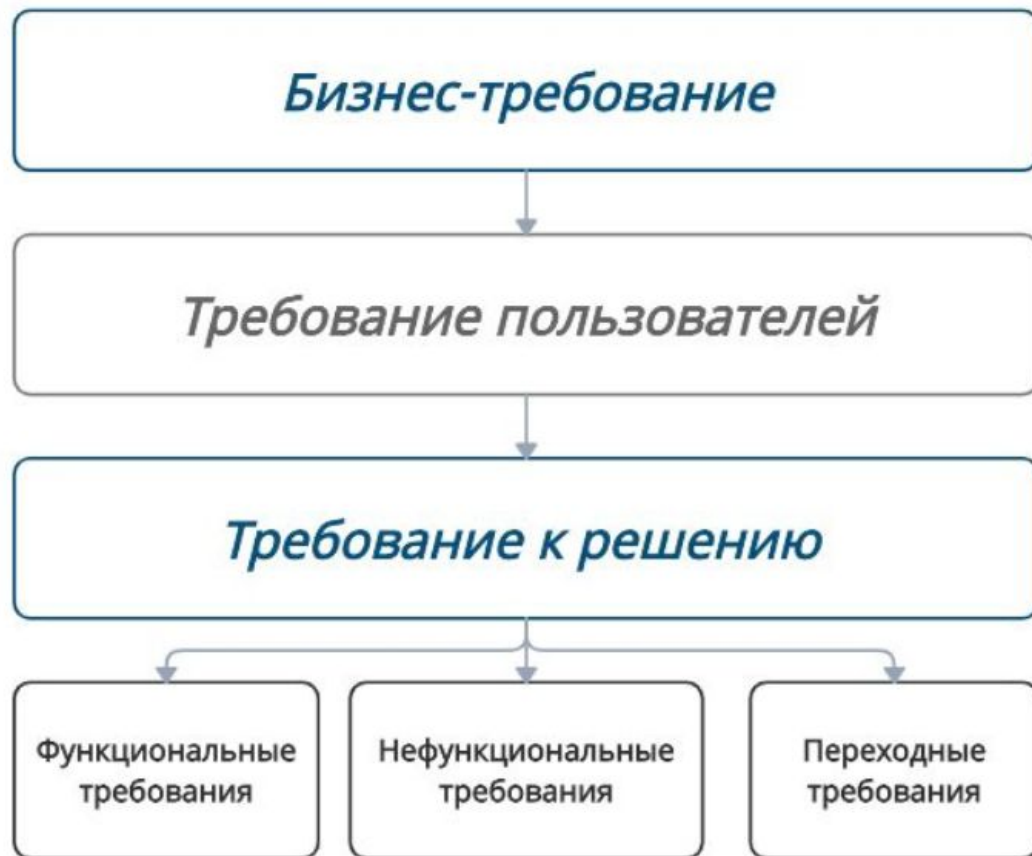 Бизнес-требование
Требование пользователей
Требование к решению
Функциональные
требования
Нефункциональные
требования
Переходные
требования